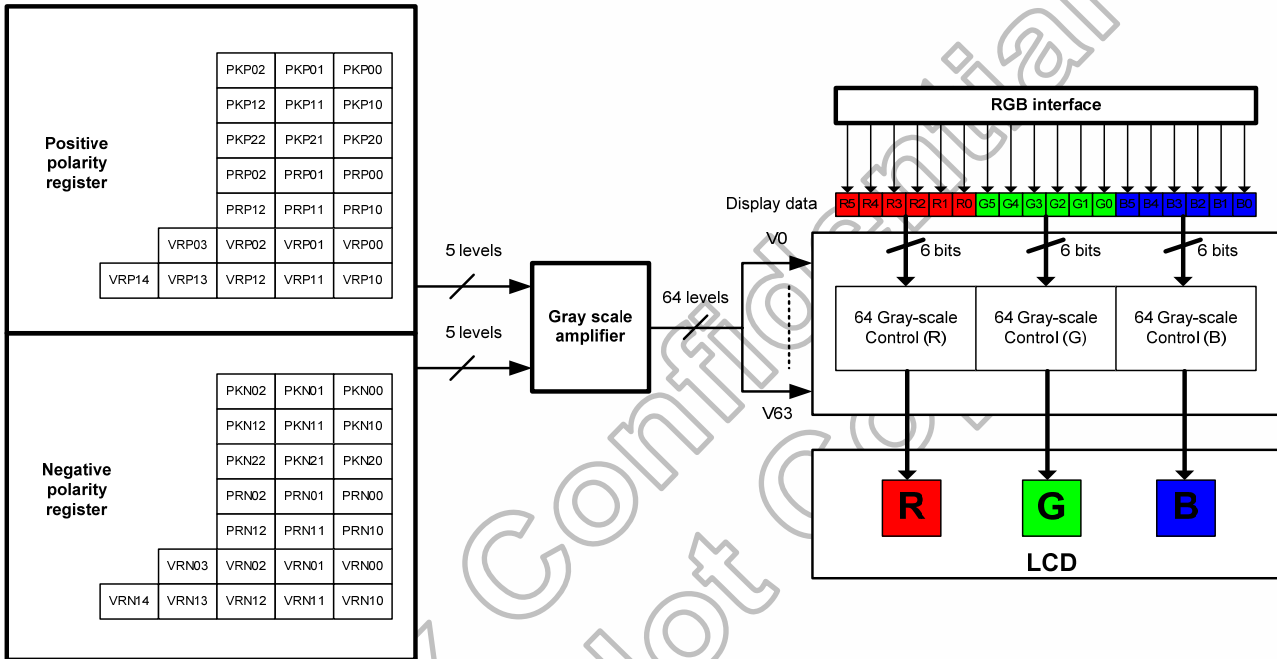 PKP02 PKP01 PKP00
PKP12 PKP11 PKP10
PKP22 PKP21 PKP20
PRP02 PRP01 PRP00
PRP12 PRP11 PRP10
VRP03 VRP02 VRP01 VRP00
VRP14 VRP13 VRP12 VRP11 VRP10
Positive
polarity
register
PKN02 PKN01 PKN00
PKN12 PKN11 PKN10
PKN22 PKN21 PKN20
PRN02 PRN01 PRN00
PRN12 PRN11 PRN10
VRN03 VRN02 VRN01 VRN00
VRN14 VRN13 VRN12 VRN11 VRN10
Negative
polarity
register
5 levels
5 levels
Gray scale
amplifier
64 levels
V0
V63
RGB interface
Display data
R5 R4 R3 R2 R1 R0 G5 G4 G3 G2 G1 G0 B5 B4 B3 B2 B1 B0
6 bits 6 bits 6 bits
64 Gray-scale
Control (R)
64 Gray-scale
Control (G)
64 Gray-scale
Control (B)
R G B
LCD
Confidential